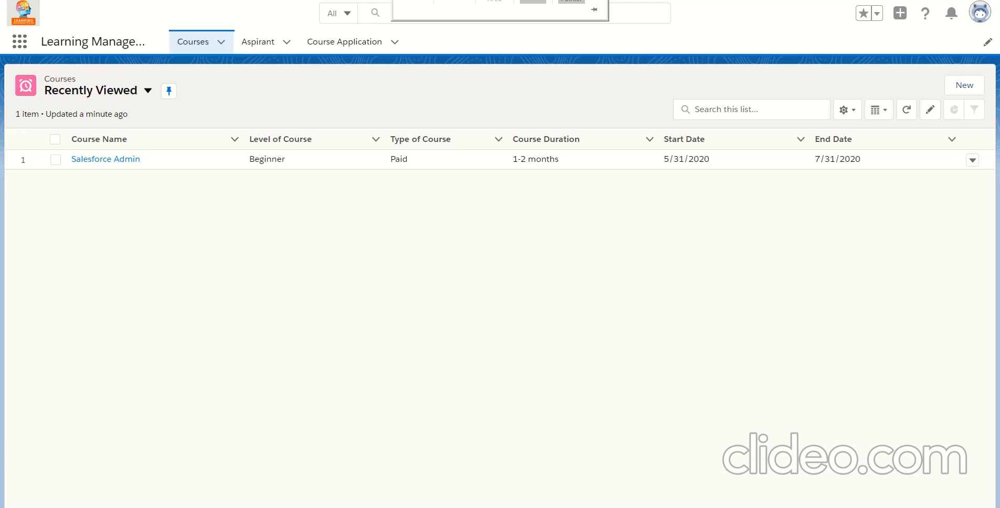 LEARNING
All
Learning Manage...
Courses
Aspirant
Course Application
Courses
Recently Viewed
New
1 item • Updated a minute ago
Search this list...
Course Name Level of Course Type of Course Course Duration Start Date End Date
1 Salesforce Admin Beginner Paid 1-2 months 5/31/2020 7/31/2020
clideo.com